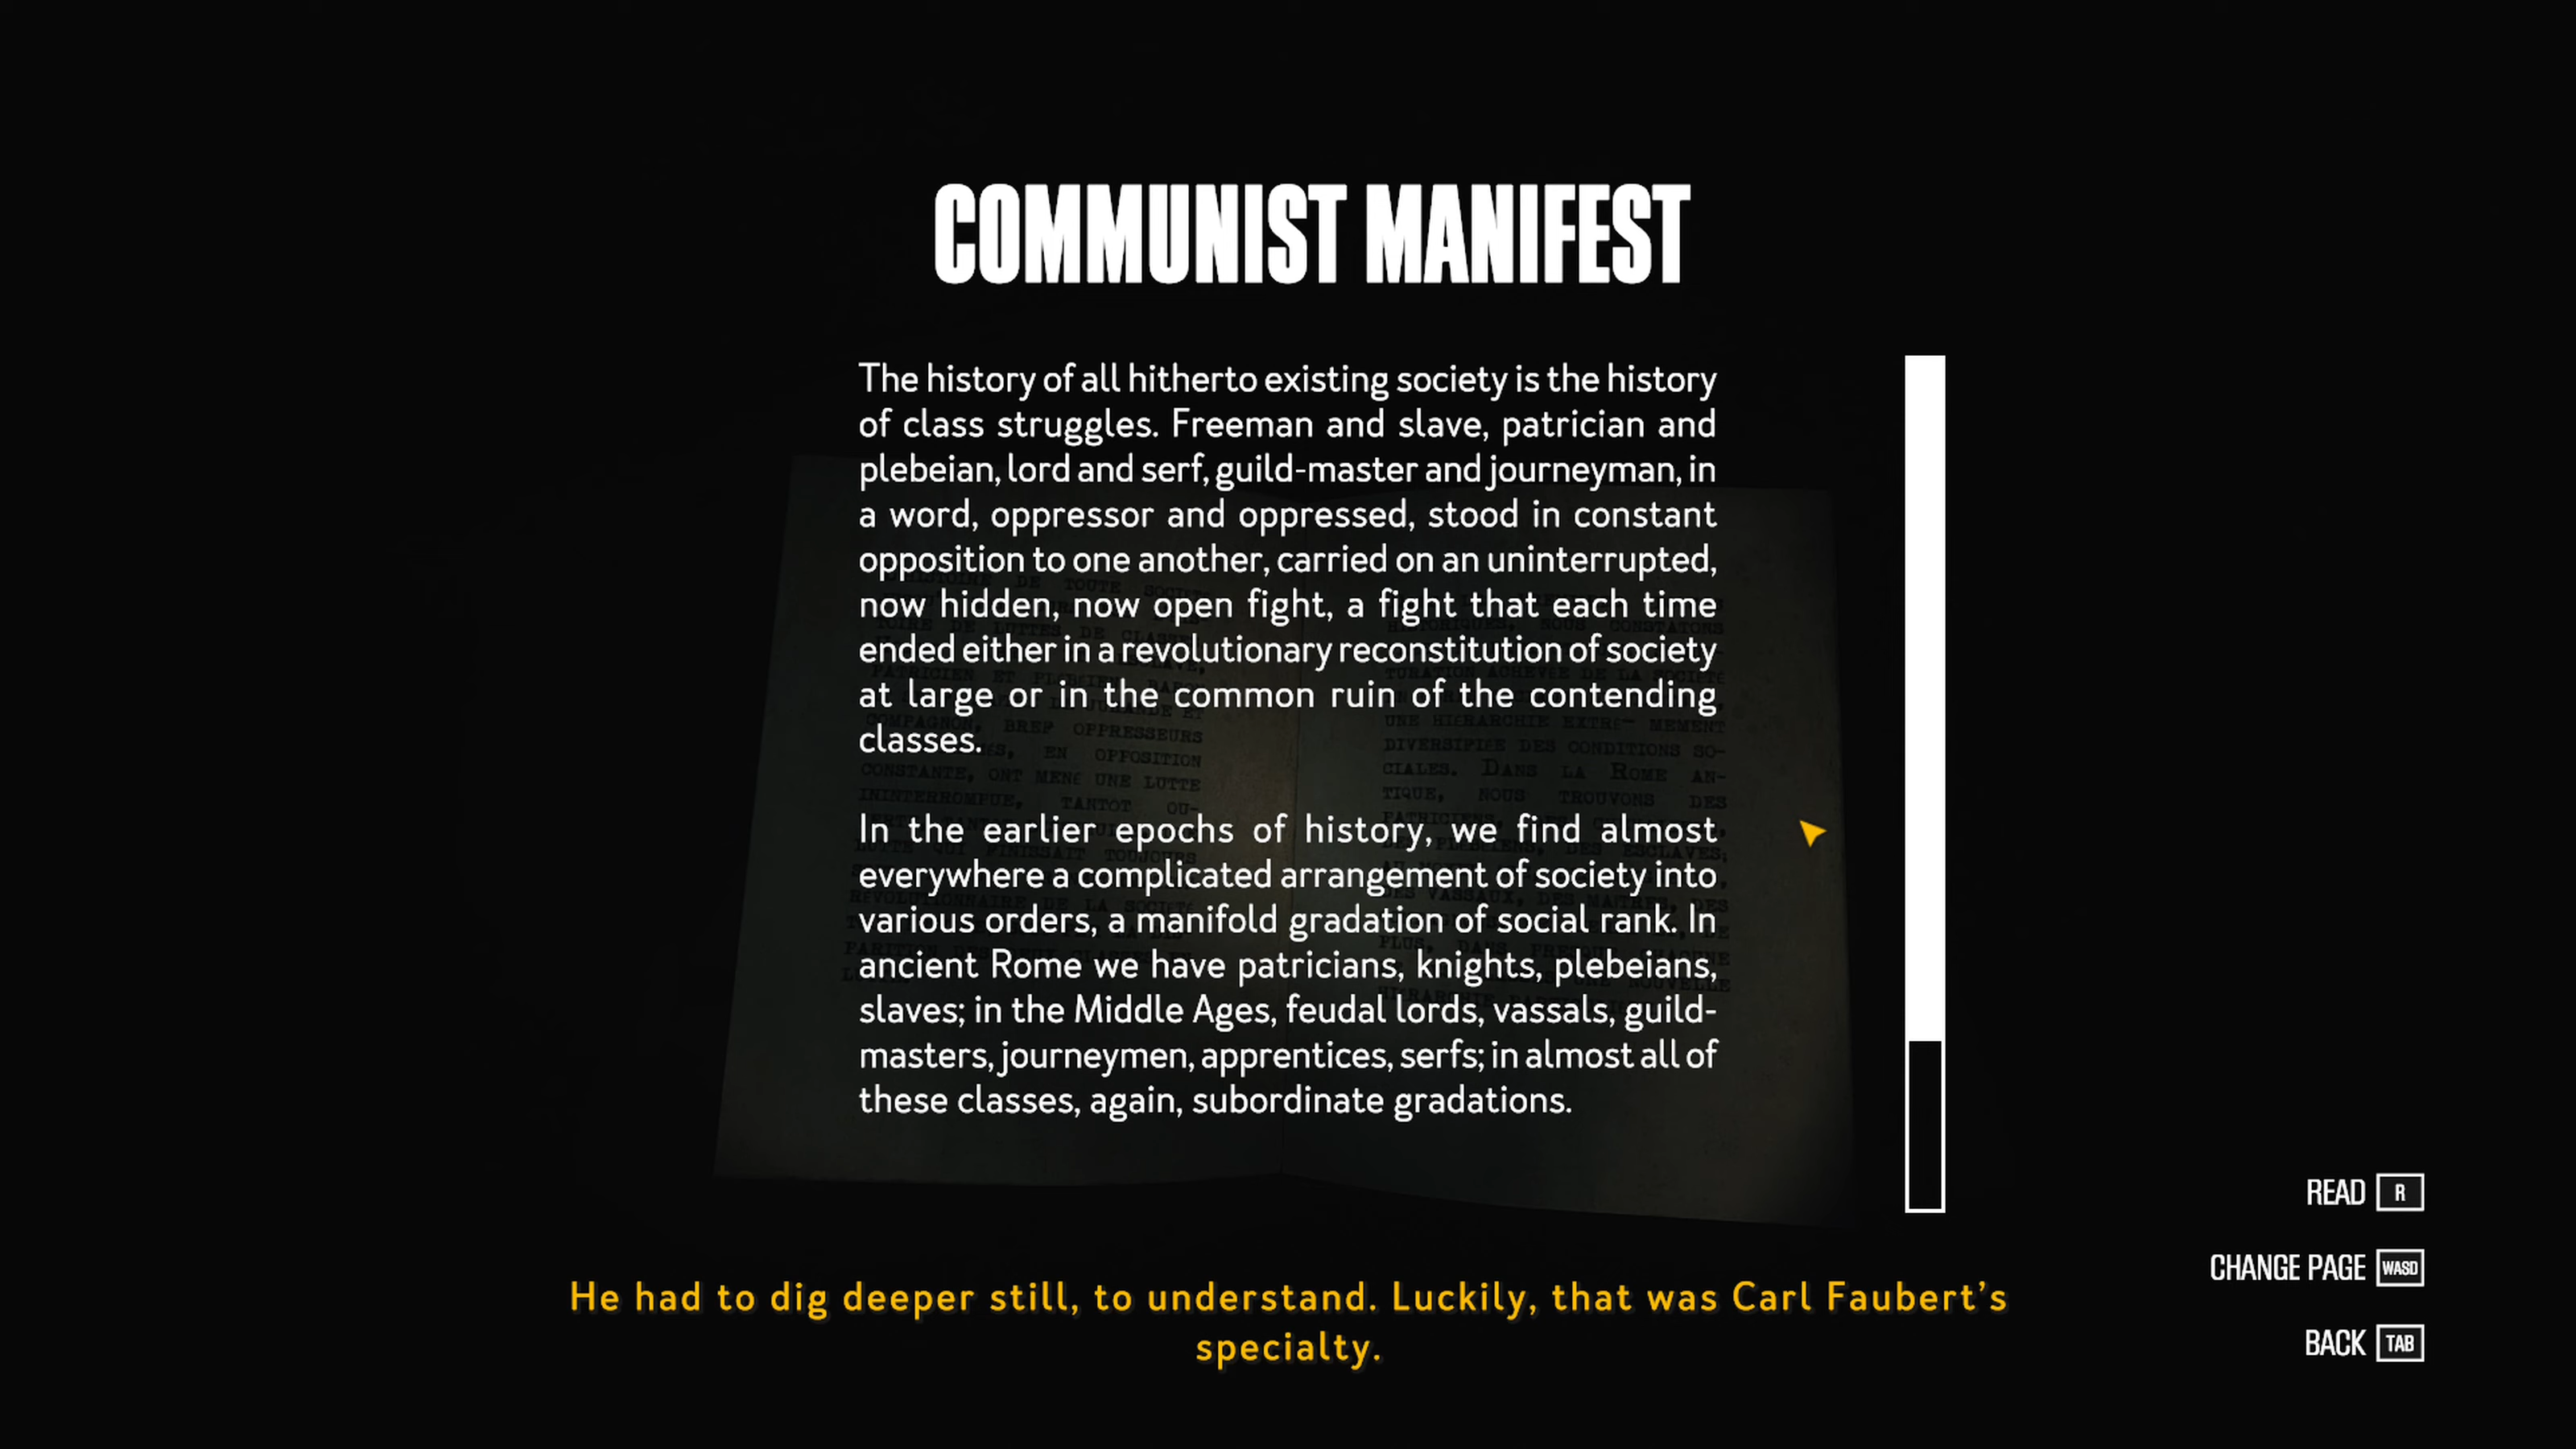 COMMUNIST MANIFEST
The history of all hitherto existing society is the history
of class struggles. Freeman and slave, patrician and
plebeian, lord and serf, guild-master and journeyman, in
a word, oppressor and oppressed, stood in constant
opposition to one another, carried on an uninterrupted,
now hidden, now open fight, a fight that each time
ended either in a revolutionary reconstitution of society
at large or in the common ruin of the contending
classes.
In the earlier epochs of history, we find almost
everywhere a complicated arrangement of society into
various orders, a manifold gradation of social rank. In
ancient Rome we have patricians, knights, plebeians,
slaves; in the Middle Ages, feudal lords, vassals, guild-
masters, journeymen, apprentices, serfs; in almost all of
these classes, again, subordinate gradations.
He had to dig deeper still, to understand. Luckily, that was Carl Faubert's
specialty.
READ R
CHANGE PAGE WASD
BACK TAB